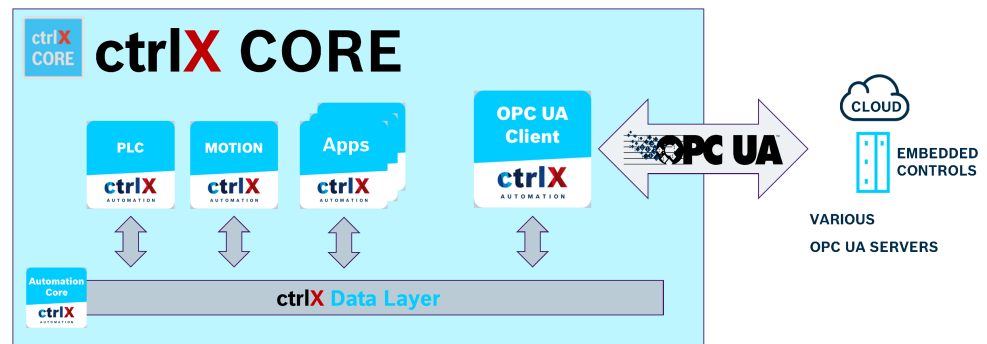 ctrlX
CORE
ctrlX CORE
PLC
ctrlX
AUTOMATION
MOTION
ctrlX
AUTOMATION
Apps
ctrlX
AUTOMATION
OPC UA
Client
ctrlX
AUTOMATION
OPC UA
CLOUD
EMBEDDED
CONTROLS
VARIOUS
OPC UA SERVERS
Automation
Core
ctrlX
AUTOMATION
ctrlX Data Layer